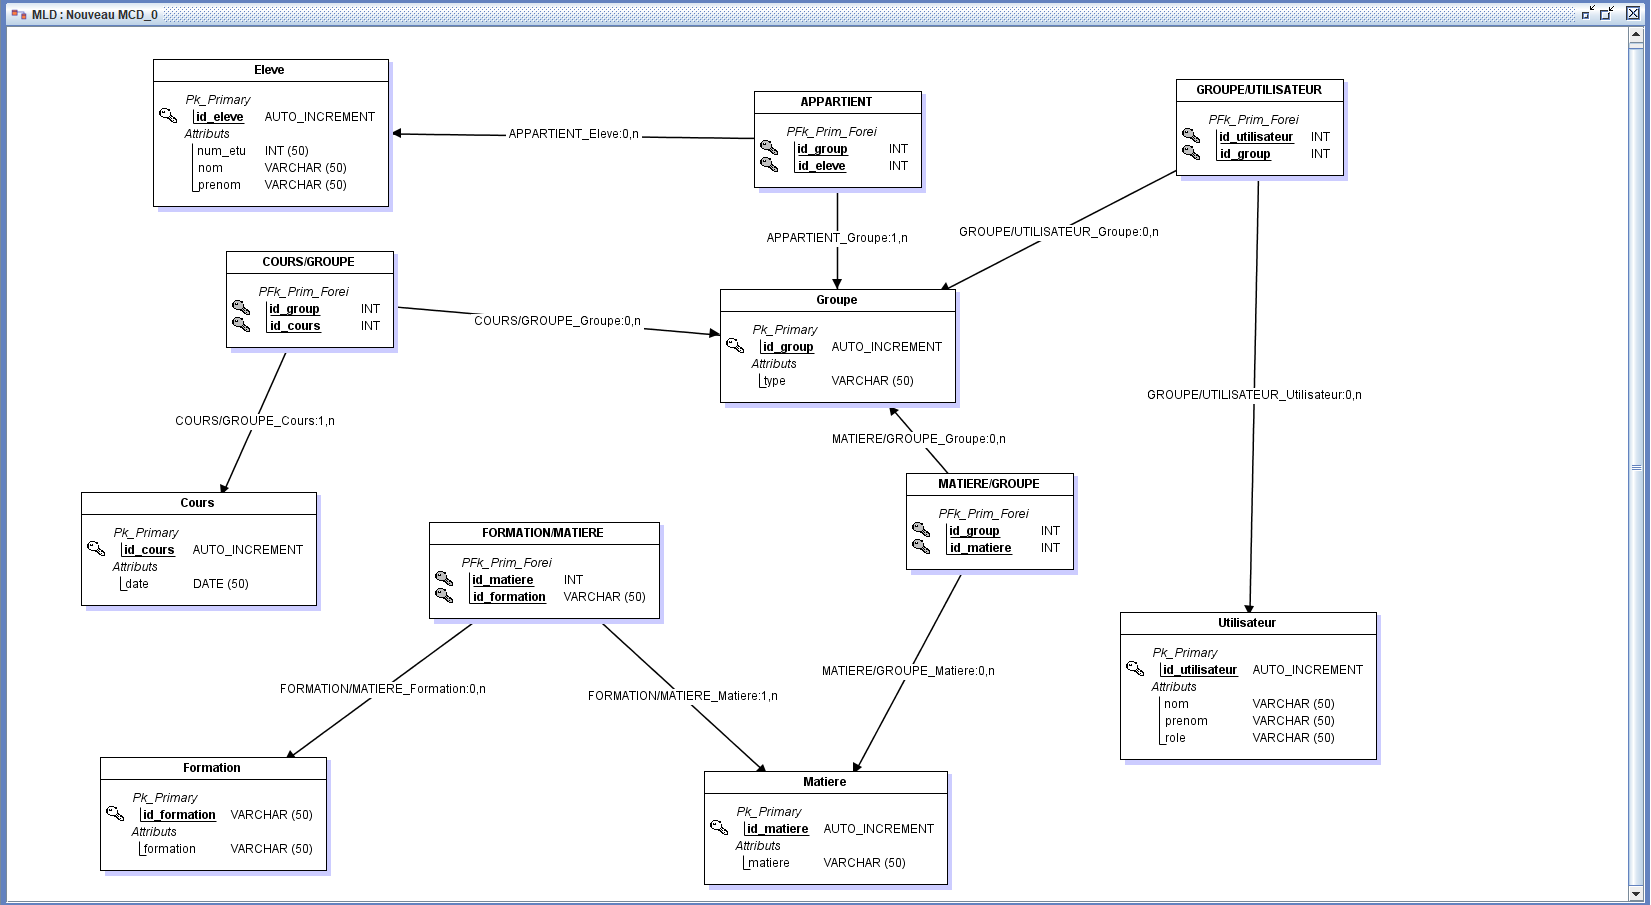 MLD : Nouveau MCD_0
Eleve
Pk_Primary
id_eleve AUTO_INCREMENT
Attributs
num_etu INT (50)
nom VARCHAR (50)
prenom VARCHAR (50)
APPARTIENT_Eleve:0,n
APPARTIENT
PFk_Prim_Forei
id_group INT
id_eleve INT
GROUPE/UTILISATEUR
PFk_Prim_Forei
id_utilisateur INT
id_group INT
APPARTIENT_Groupe:1,n
GROUPE/UTILISATEUR_Groupe:0,n
COURS/GROUPE
PFk_Prim_Forei
id_group INT
id_cours INT
COURS/GROUPE_Groupe:0,n
Groupe
Pk_Primary
id_group AUTO_INCREMENT
Attributs
type VARCHAR (50)
GROUPE/UTILISATEUR_Utilisateur:0,n
COURS/GROUPE_Cours:1,n
MATIERE/GROUPE_Groupe:0,n
MATIERE/GROUPE
PFk_Prim_Forei
id_group INT
id_matiere INT
Cours
Pk_Primary
id_cours AUTO_INCREMENT
Attributs
date DATE (50)
FORMATION/MATIERE
PFk_Prim_Forei
id_matiere INT
id_formation VARCHAR (50)
Utilisateur
Pk_Primary
id_utilisateur AUTO_INCREMENT
Attributs
nom VARCHAR (50)
prenom VARCHAR (50)
role VARCHAR (50)
FORMATION/MATIERE_Formation:0,n
FORMATION/MATIERE_Matiere:1,n
MATIERE/GROUPE_Matiere:0,n
Formation
Pk_Primary
id_formation VARCHAR (50)
Attributs
formation VARCHAR (50)
Matiere
Pk_Primary
id_matiere AUTO_INCREMENT
Attributs
matiere VARCHAR (50)